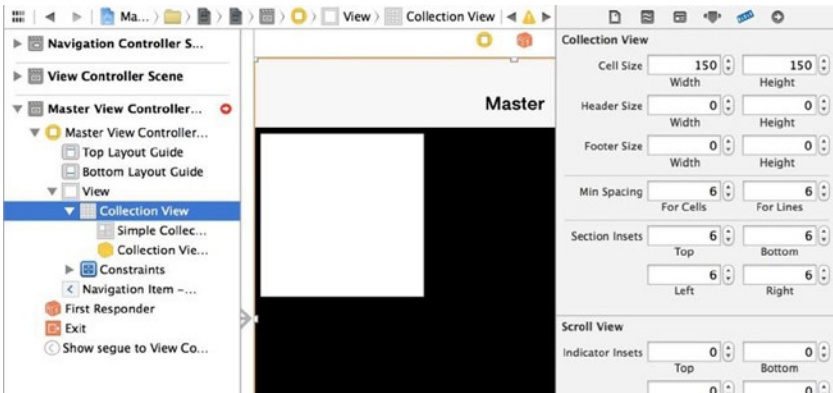 Ma...
View
Collection View
Navigation Controller S...
View Controller Scene
Master View Controller...
Master View Controller...
Top Layout Guide
Bottom Layout Guide
View
Collection View
Simple Collec...
Collection Vie...
Constraints
Navigation Item -...
First Responder
Exit
Show segue to View Co...
Master
Collection View
Cell Size 150 150
Width Height
Header Size 0 0
Width Height
Footer Size 0 0
Width Height
Min Spacing 6 6
For Cells For Lines
Section Insets 6 6
Top Bottom
6 6
Left Right
Scroll View
Indicator Insets 0 0
Top Bottom
0 0